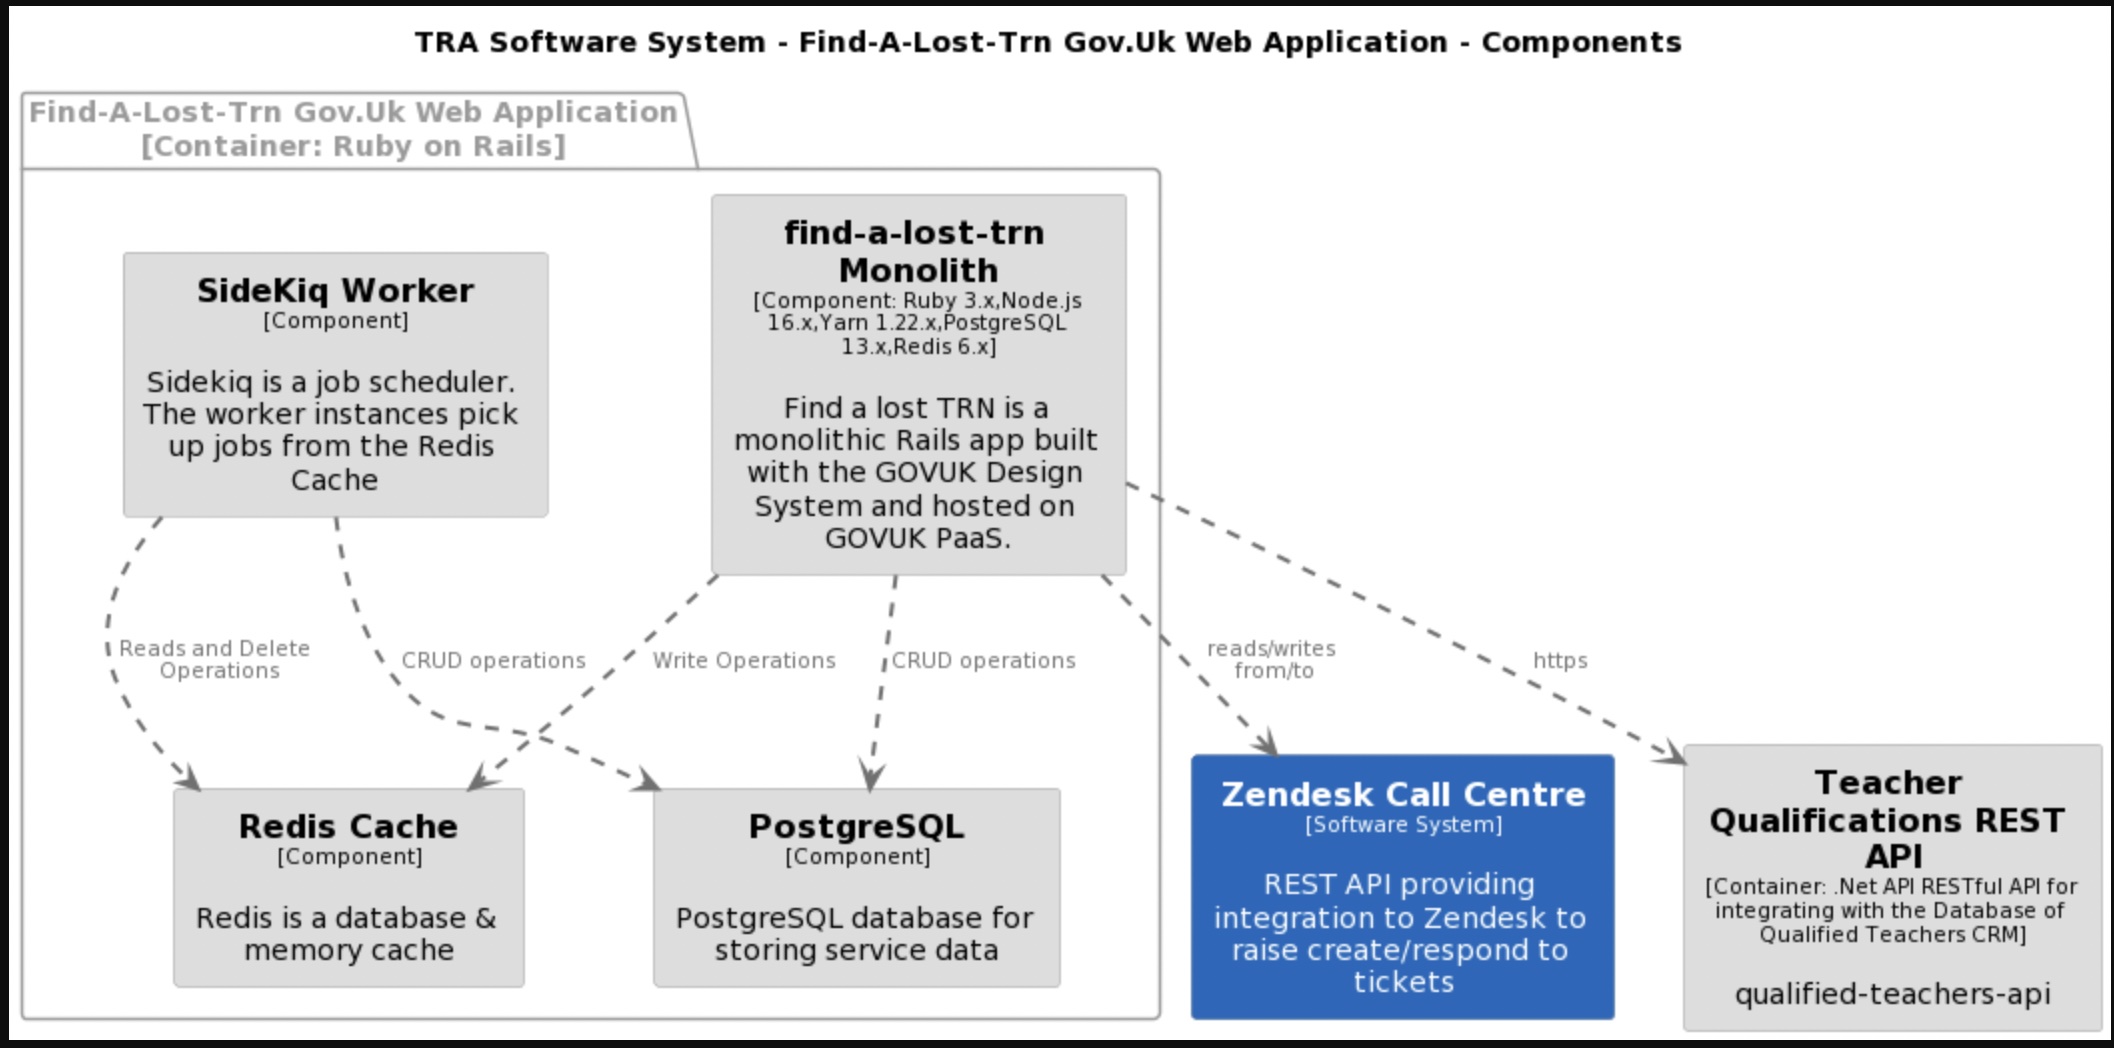 TRA Software System - Find-A-Lost-Trn Gov.Uk Web Application - Components
Find-A-Lost-Trn Gov.Uk Web Application
[Container: Ruby on Rails]
SideKiq Worker
[Component]
Sidekiq is a job scheduler.
The worker instances pick
up jobs from the Redis
Cache
find-a-lost-trn
Monolith
[Component: Ruby 3.x,Node.js
16.x,Yarn 1.22.x,PostgreSQL
13.x,Redis 6.x]
Find a lost TRN is a
monolithic Rails app built
with the GOVUK Design
System and hosted on
GOVUK PaaS.
Reads and Delete
Operations
CRUD operations
Write Operations
CRUD operations
reads/writes
from/to
https
Redis Cache
[Component]
Redis is a database &
memory cache
PostgreSQL
[Component]
PostgreSQL database for
storing service data
Zendesk Call Centre
[Software System]
REST API providing
integration to Zendesk to
raise create/respond to
tickets
Teacher
Qualifications REST
API
[Container: .Net API RESTful API for
integrating with the Database of
Qualified Teachers CRM]
qualified-teachers-api